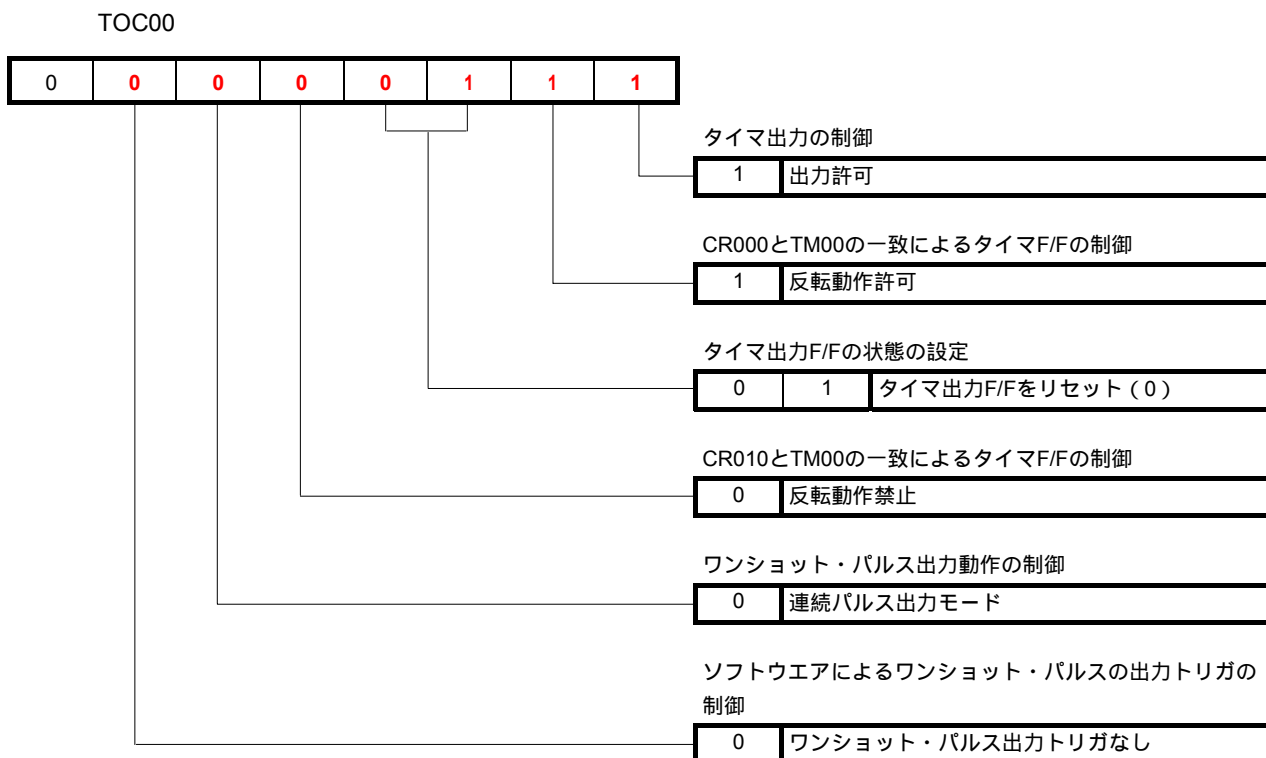 TOC00
0 0 0 0 0 1 1 1
タイマ出力の制御
1 出力許可
CR000とTM00の一致によるタイマF/Fの制御
1 反転動作許可
タイマ出力F/Fの状態の設定
0 1 タイマ出力F/Fをリセット（0）
CR010とTM00の一致によるタイマF/Fの制御
0 反転動作禁止
ワンショット・パルス出力動作の制御
0 連続パルス出力モード
ソフトウエアによるワンショット・パルスの出力トリガの
制御
0 ワンショット・パルス出力トリガなし